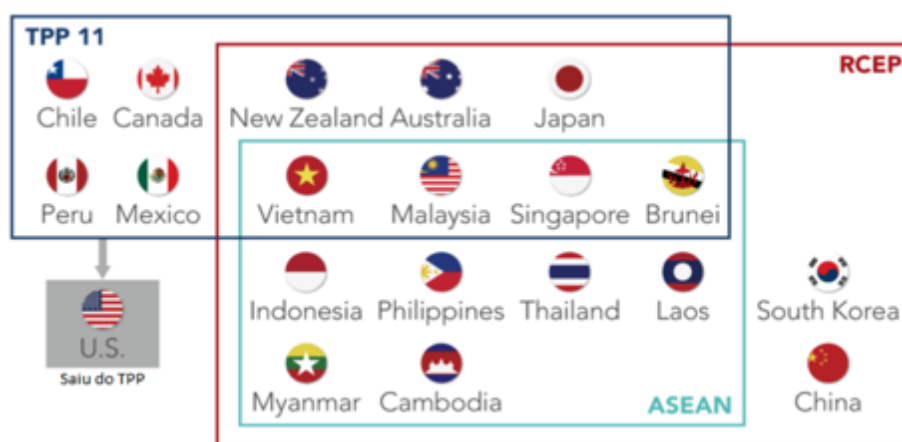 TPP 11
RCEP
Chile Canada New Zealand Australia Japan
Peru Mexico Vietnam Malaysia Singapore Brunei
Indonesia Philippines Thailand Laos South Korea
U.S.
Saiu do TPP
Myanmar Cambodia ASEAN China